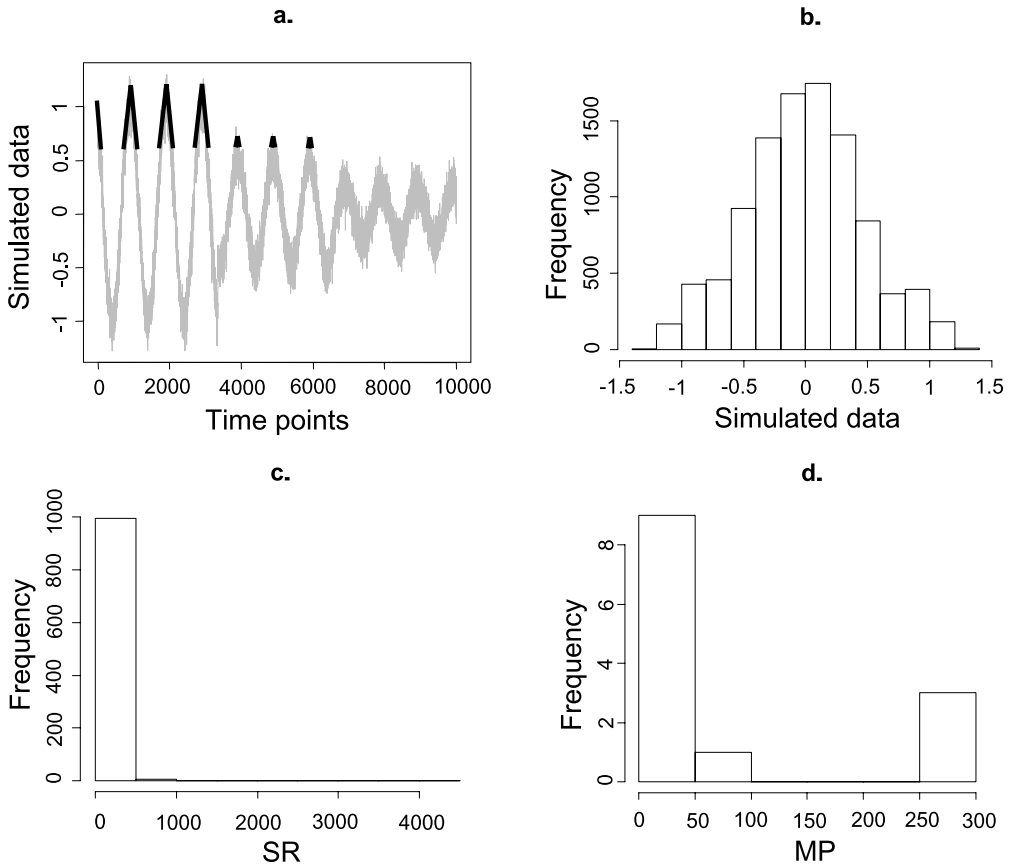 a.
1
0.5
0
-0.5
-1
Simulated data
0 2000 4000 6000 8000 10000
Time points
b.
1500
1000
500
0
Frequency
-1.5 -1 -0.5 0 0.5 1 1.5
Simulated data
c.
1000
800
600
400
200
0
Frequency
0 1000 2000 3000 4000
SR
d.
8
6
4
2
0
Frequency
0 50 100 150 200 250 300
MP